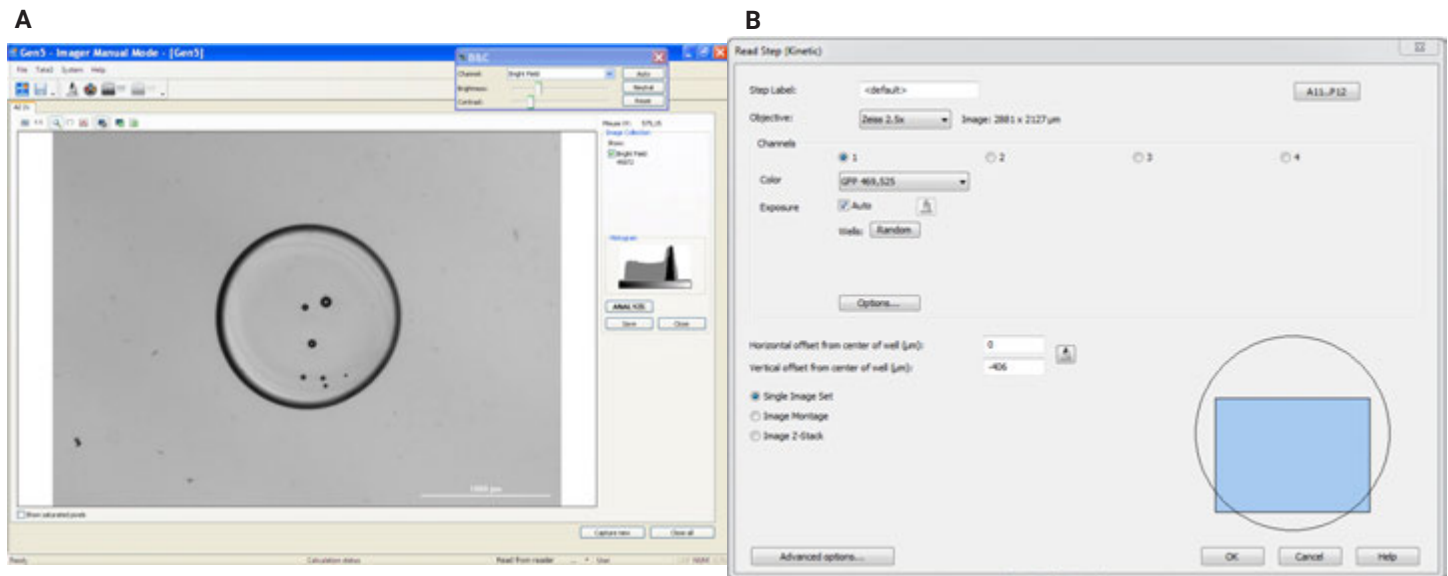 A
B
Gen5 - Imager Manual Mode - [Gen5]
File Task2 System Help
B&C
Channel: Bright Field Auto
Brightness: Neutral
Contrast: Reset
Image Collection
Show:
Bright Field
Histogram
ANALYZE
Save Close
1000 µm
Show saturated pixels
Capture new Close all
Ready Calculation status Read from reader User NUM
Read Step (Kinetic)
Step Label: <default> A11..P12
Objective: Zeiss 2.5x Image: 2881 x 2127 µm
Channels
1 2 3 4
Color GFP 469,525
Exposure Auto
Wells: Random
Options...
Horizontal offset from center of well (µm): 0
Vertical offset from center of well (µm): -406
Single Image Set
Image Montage
Image Z-Stack
Advanced options... OK Cancel Help